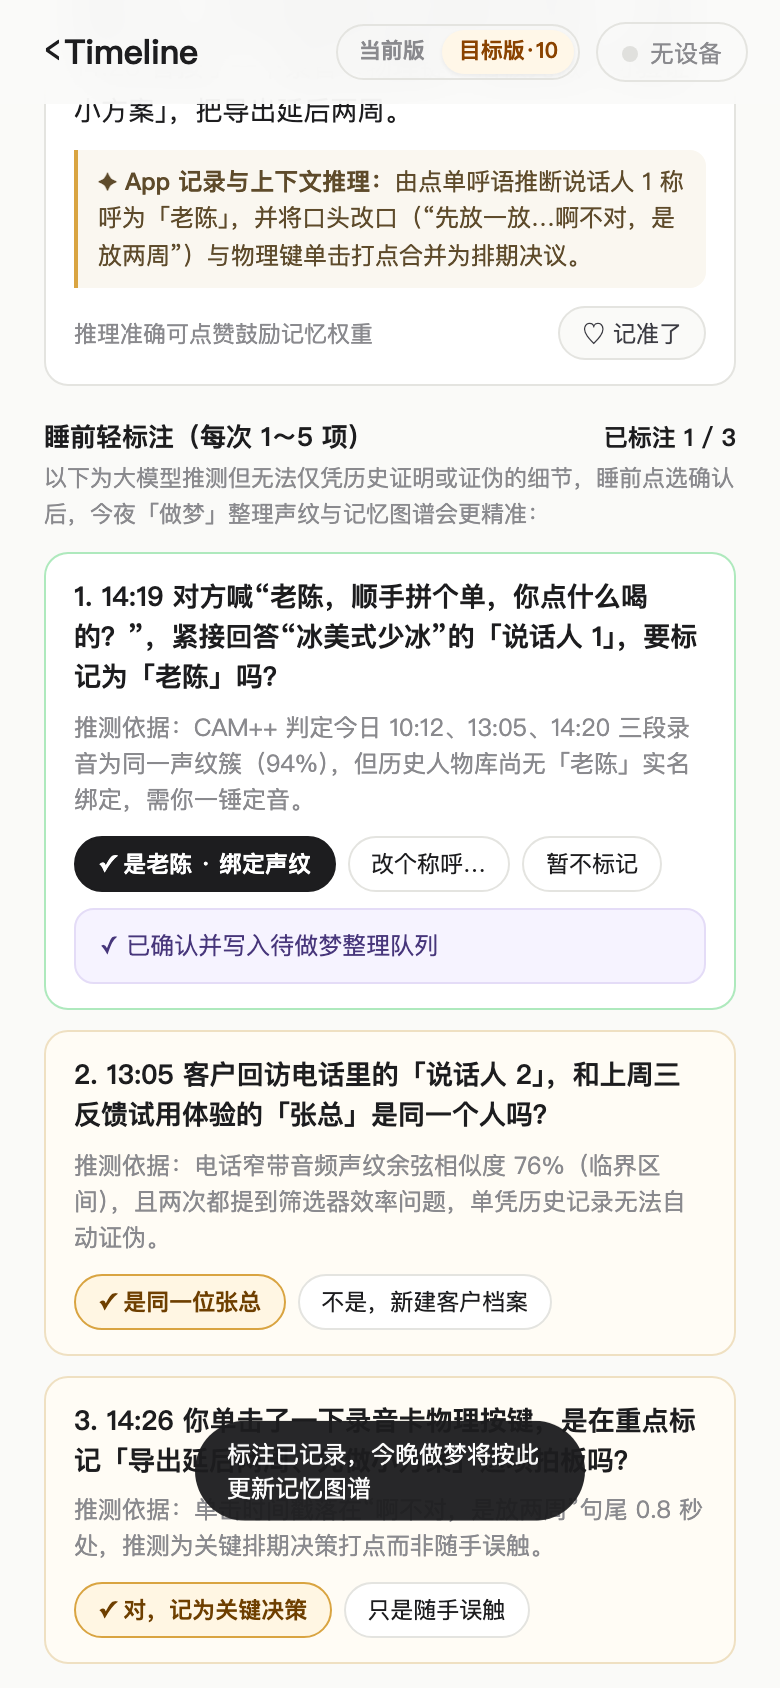 <Timeline
当前版
目标版·10
无设备
小方案」，把导出延后两周。
✦ App 记录与上下文推理：由点单呼语推断说话人 1 称
呼为「老陈」，并将口头改口（“先放一放…啊不对，是
放两周”）与物理键单击打点合并为排期决议。
推理准确可点赞鼓励记忆权重
♡ 记准了
睡前轻标注（每次 1～5 项）
已标注 1 / 3
以下为大模型推测但无法仅凭历史证明或证伪的细节，睡前点选确认
后，今夜「做梦」整理声纹与记忆图谱会更精准：
1. 14:19 对方喊“老陈，顺手拼个单，你点什么喝
的？”，紧接回答“冰美式少冰”的「说话人 1」，要标
记为「老陈」吗？
推测依据：CAM++ 判定今日 10:12、13:05、14:20 三段录
音为同一声纹簇（94%），但历史人物库尚无「老陈」实名
绑定，需你一锤定音。
✓ 是老陈 · 绑定声纹
改个称呼…
暂不标记
✓ 已确认并写入待做梦整理队列
2. 13:05 客户回访电话里的「说话人 2」，和上周三
反馈试用体验的「张总」是同一个人吗？
推测依据：电话窄带音频声纹余弦相似度 76%（临界区
间），且两次都提到筛选器效率问题，单凭历史记录无法自
动证伪。
✓ 是同一位张总
不是，新建客户档案
3. 14:26 你单击了一下录音卡物理按键，是在重点标
记「导出延后 拍板吗？
标注已记录，今晚做梦将按此
更新记忆图谱
推测依据：单击时间戳落在“啊不对，是放两周”句尾 0.8 秒
处，推测为关键排期决策打点而非随手误触。
✓ 对，记为关键决策
只是随手误触